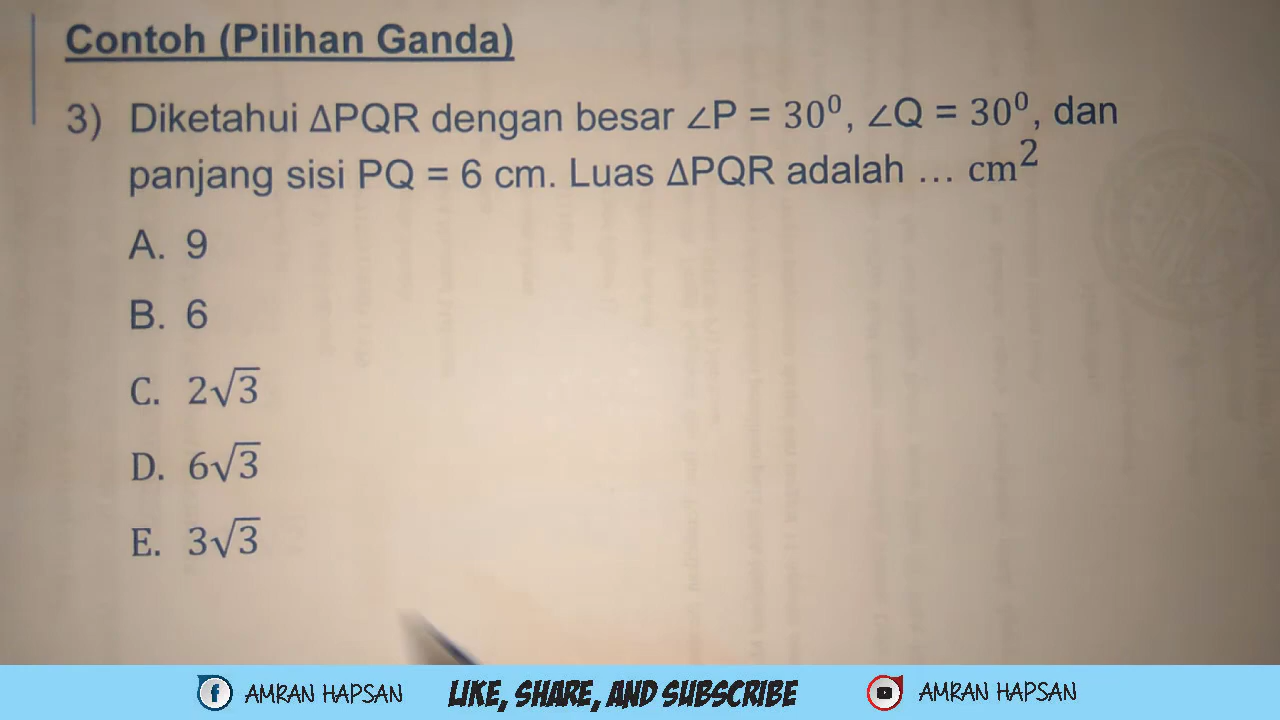 Contoh (Pilihan Ganda)
3) Diketahui ΔPQR dengan besar ∠P = 30⁰, ∠Q = 30⁰, dan
panjang sisi PQ = 6 cm. Luas ΔPQR adalah … cm²
A. 9
B. 6
C. 2√3
D. 6√3
E. 3√3
AMRAN HAPSAN LIKE, SHARE, AND SUBSCRIBE AMRAN HAPSAN